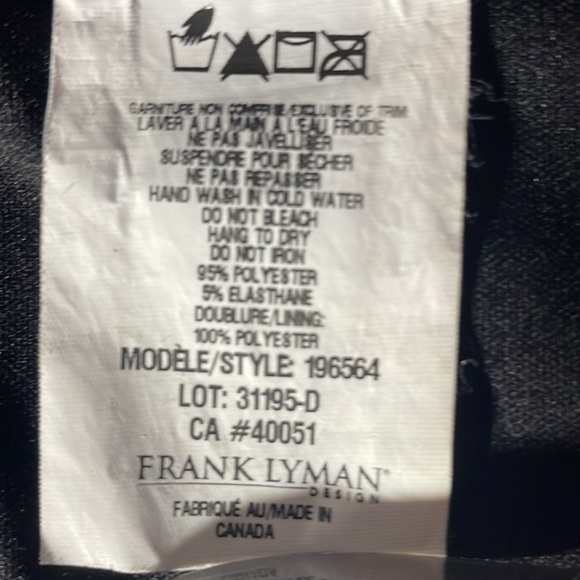 GARNITURE NON COMPRISE/EXCLUSIVE OF TRIM
LAVER A LA MAIN A L'EAU FROIDE
NE PAS JAVELLISER
SUSPENDRE POUR SECHER
NE PAS REPASSER
HAND WASH IN COLD WATER
DO NOT BLEACH
HANG TO DRY
DO NOT IRON
95% POLYESTER
5% ELASTHANE
DOUBLURE/LINING:
100% POLYESTER
MODÈLE/STYLE: 196564
LOT: 31195-D
CA #40051
FRANK LYMAN®
DESIGN
FABRIQUÉ AU/MADE IN
CANADA